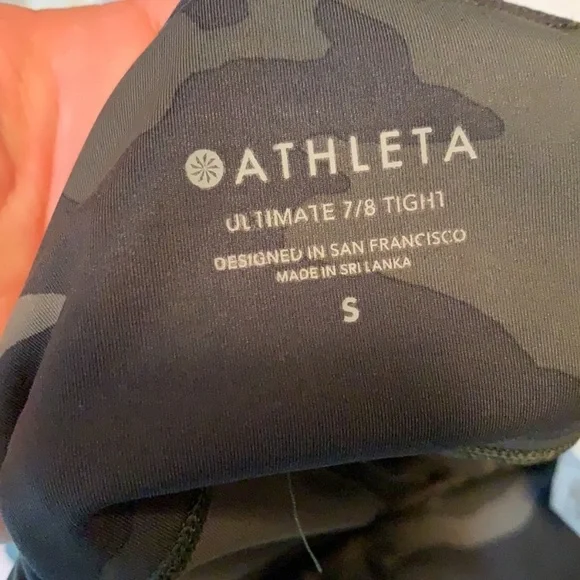 ATHLETA
ULTIMATE 7/8 TIGHT
DESIGNED IN SAN FRANCISCO
MADE IN SRI LANKA
S